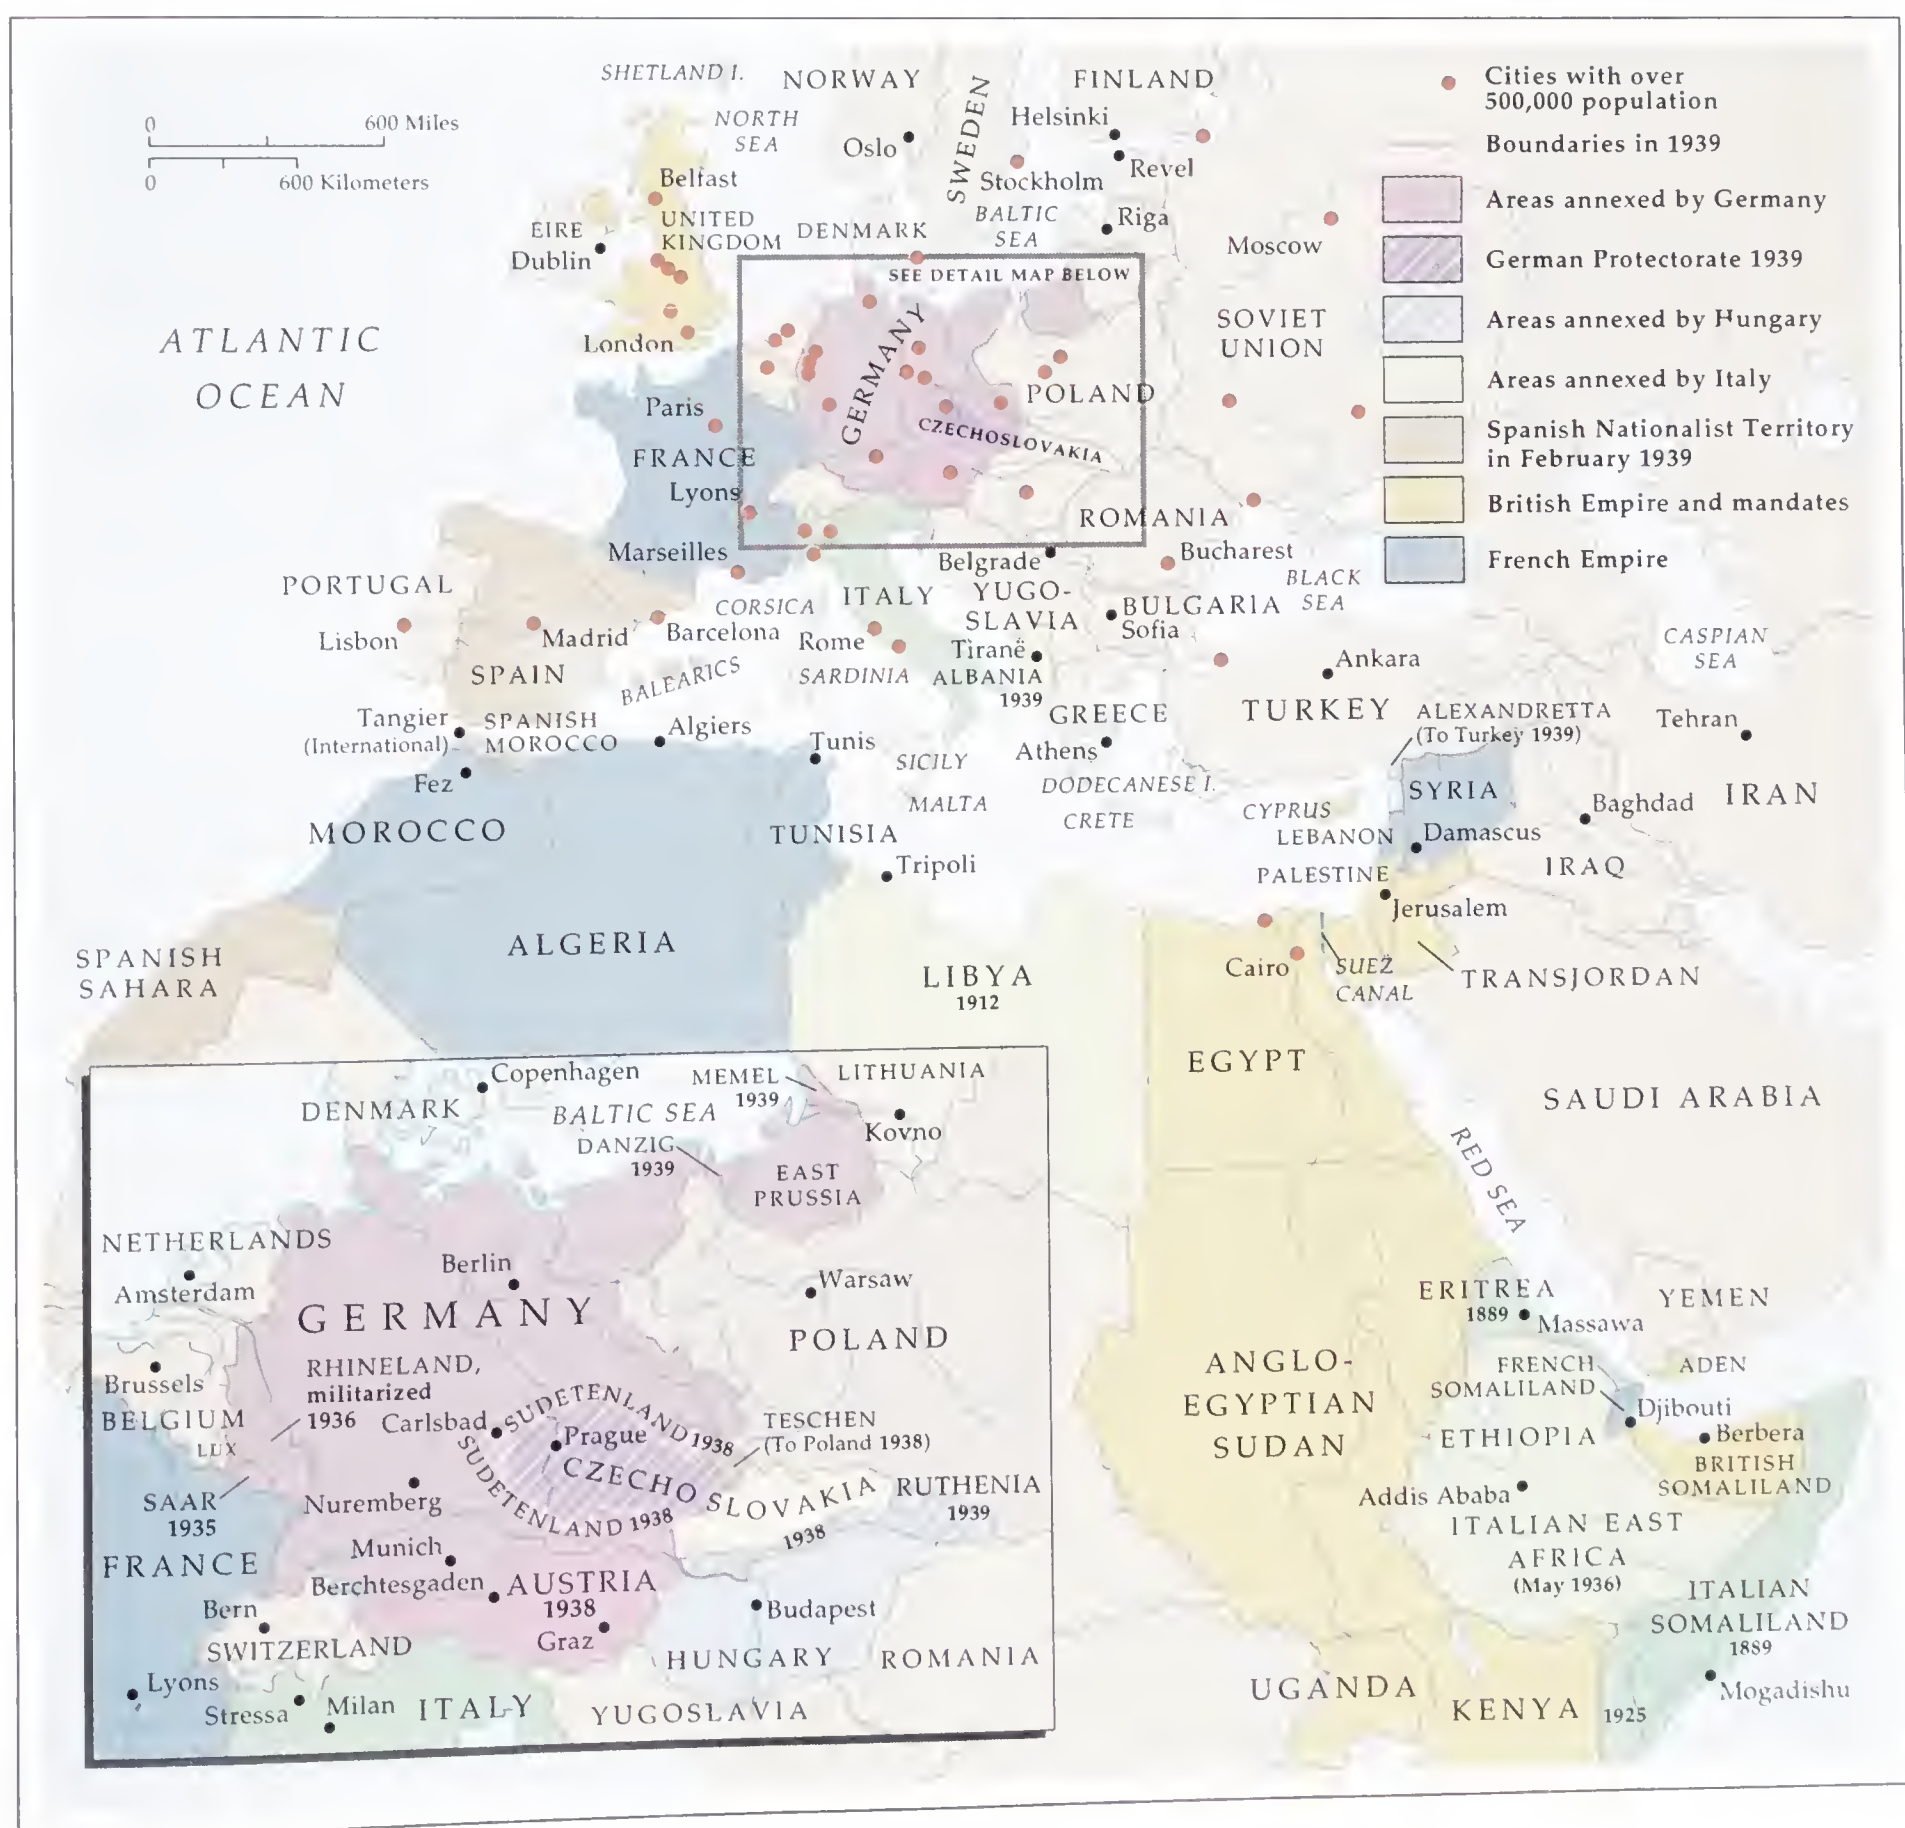 SHETLAND I.
NORWAY
SWEDEN
FINLAND
0 600 Miles
0 600 Kilometers
NORTH
SEA
Oslo
Helsinki
Revel
Stockholm
Belfast
UNITED
KINGDOM
EIRE
Dublin
DENMARK
BALTIC
SEA
Riga
Moscow
SEE DETAIL MAP BELOW
ATLANTIC
OCEAN
London
GERMANY
POLAND
CZECHOSLOVAKIA
SOVIET
UNION
Paris
FRANCE
Lyons
Marseilles
ROMANIA
Belgrade
Bucharest
BLACK
SEA
PORTUGAL
Lisbon
Madrid
SPAIN
Barcelona
CORSICA
ITALY
YUGO-
SLAVIA
BULGARIA
Sofia
Rome
SARDINIA
BALEARICS
Tiranë
ALBANIA
1939
GREECE
Athens
Ankara
TURKEY
CASPIAN
SEA
ALEXANDRETTA
(To Turkey 1939)
Tehran
Tangier
(International)
SPANISH
MOROCCO
Algiers
Tunis
SICILY
MALTA
DODECANESE I.
CRETE
Fez
MOROCCO
TUNISIA
Tripoli
CYPRUS
LEBANON
SYRIA
Damascus
Baghdad
IRAN
IRAQ
PALESTINE
Jerusalem
SPANISH
SAHARA
ALGERIA
LIBYA
1912
Cairo
SUEZ
CANAL
TRANSJORDAN
EGYPT
SAUDI ARABIA
RED SEA
ERITREA
1889
Massawa
YEMEN
ANGLO-
EGYPTIAN
SUDAN
FRENCH
SOMALILAND
ADEN
Djibouti
ETHIOPIA
Berbera
BRITISH
SOMALILAND
Addis Ababa
ITALIAN EAST
AFRICA
(May 1936)
ITALIAN
SOMALILAND
1889
UGANDA
KENYA
1925
Mogadishu
Cities with over
500,000 population
Boundaries in 1939
Areas annexed by Germany
German Protectorate 1939
Areas annexed by Hungary
Areas annexed by Italy
Spanish Nationalist Territory
in February 1939
British Empire and mandates
French Empire
Copenhagen
DENMARK
BALTIC SEA
MEMEL
1939
LITHUANIA
Kovno
DANZIG
1939
EAST
PRUSSIA
NETHERLANDS
Amsterdam
Berlin
GERMANY
Warsaw
POLAND
Brussels
BELGIUM
LUX
RHINELAND,
militarized
1936
Carlsbad
SUDETENLAND 1938
Prague
TESCHEN
(To Poland 1938)
CZECHO SLOVAKIA
1938
SUDETENLAND 1938
RUTHENIA
1939
SAAR
1935
Nuremberg
FRANCE
Munich
Berchtesgaden
AUSTRIA
1938
Graz
Bern
SWITZERLAND
Budapest
HUNGARY
ROMANIA
Lyons
Stressa
Milan
ITALY
YUGOSLAVIA